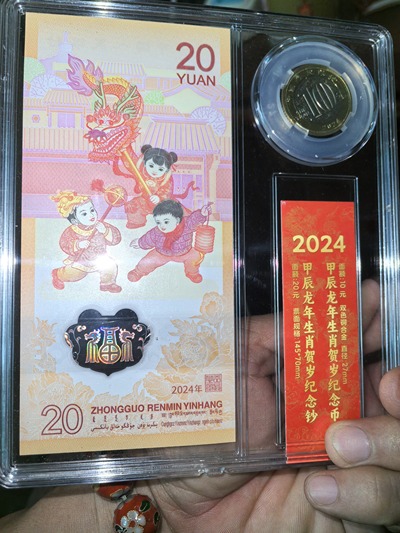 20
YUAN
福
2024年
20
ZHONGGUO RENMIN YINHANG
10
2024
甲辰龙年生肖贺岁纪念币
面额:10元 双色铜合金 直径:27mm
甲辰龙年生肖贺岁纪念钞
面额:20元 票面规格:145*70mm